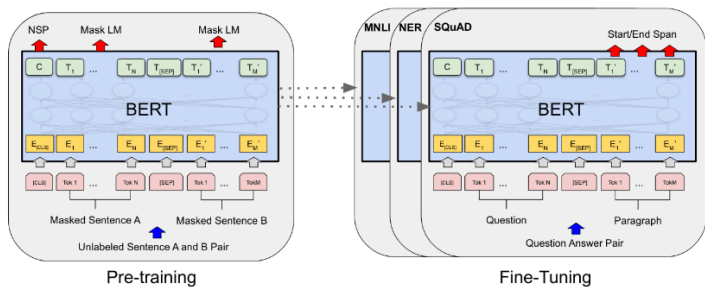 NSP Mask LM Mask LM
C T1 ... TN T[SEP] T1' ... TM'
BERT
E[CLS] E1 ... EN E[SEP] E1' ... EM'
[CLS] Tok 1 ... Tok N [SEP] Tok 1 ... TokM
Masked Sentence A Masked Sentence B
Unlabeled Sentence A and B Pair
Pre-training
MNLI NER SQuAD
Start/End Span
C T1 ... TN T[SEP] T1' ... TM'
BERT
E[CLS] E1 ... EN E[SEP] E1' ... EM'
[CLS] Tok 1 ... Tok N [SEP] Tok 1 ... TokM
Question Paragraph
Question Answer Pair
Fine-Tuning